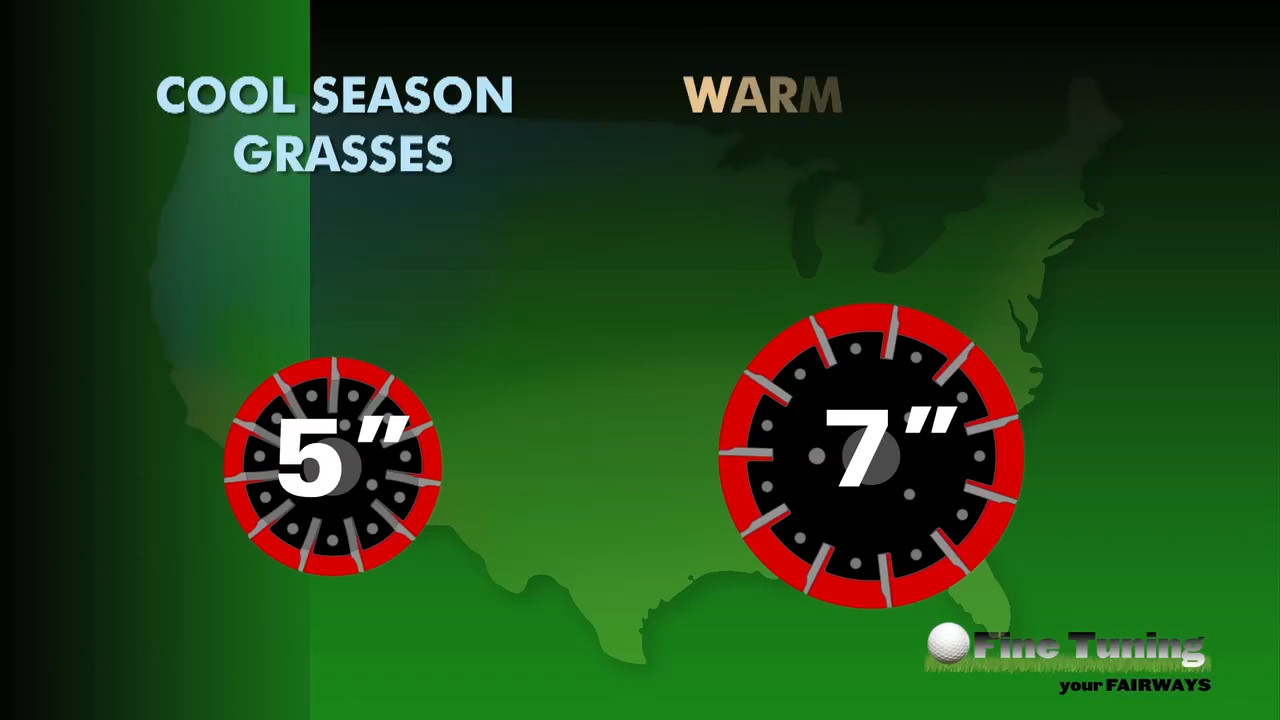 COOL SEASON
GRASSES
WARM
5"
7"
Fine Tuning
your FAIRWAYS